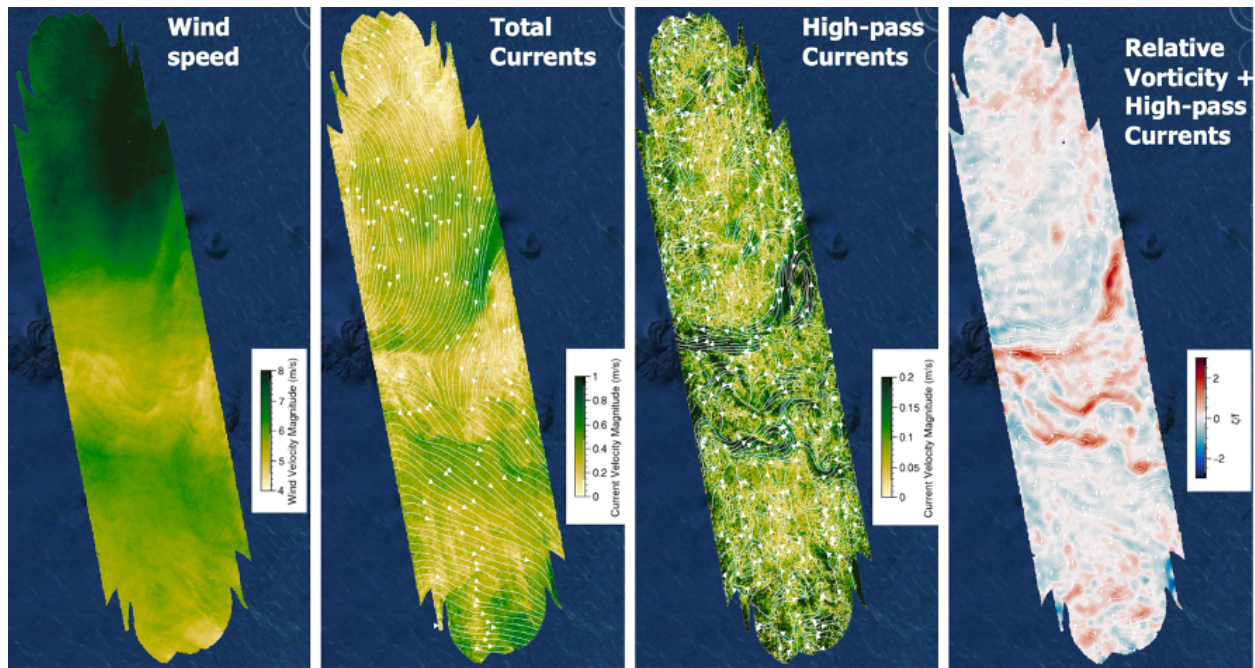 Wind
speed
8
7
6
5
4
Wind Velocity Magnitude (m/s)
Total
Currents
1
0.8
0.6
0.4
0.2
0
Current Velocity Magnitude (m/s)
High-pass
Currents
0.2
0.15
0.1
0.05
0
Current Velocity Magnitude (m/s)
Relative
Vorticity +
High-pass
Currents
2
0
-2
ζ/f